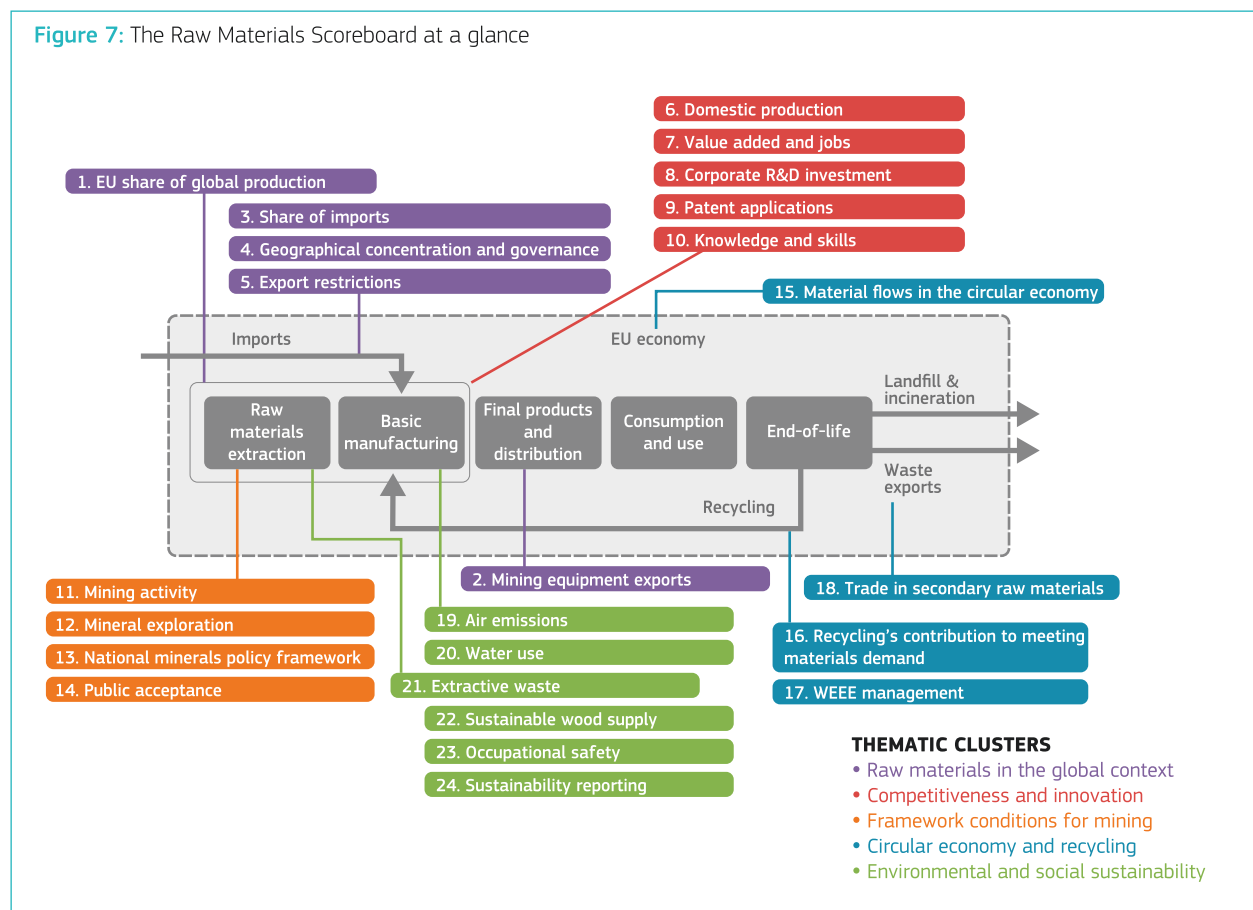 Figure 7: The Raw Materials Scoreboard at a glance
6. Domestic production
7. Value added and jobs
8. Corporate R&D investment
9. Patent applications
10. Knowledge and skills
1. EU share of global production
3. Share of imports
4. Geographical concentration and governance
5. Export restrictions
15. Material flows in the circular economy
Imports
EU economy
Raw
materials
extraction
Basic
manufacturing
Final products
and
distribution
Consumption
and use
End-of-life
Landfill &
incineration
Waste
exports
Recycling
2. Mining equipment exports
11. Mining activity
12. Mineral exploration
13. National minerals policy framework
14. Public acceptance
19. Air emissions
20. Water use
21. Extractive waste
22. Sustainable wood supply
23. Occupational safety
24. Sustainability reporting
18. Trade in secondary raw materials
16. Recycling's contribution to meeting
materials demand
17. WEEE management
THEMATIC CLUSTERS
• Raw materials in the global context
• Competitiveness and innovation
• Framework conditions for mining
• Circular economy and recycling
• Environmental and social sustainability